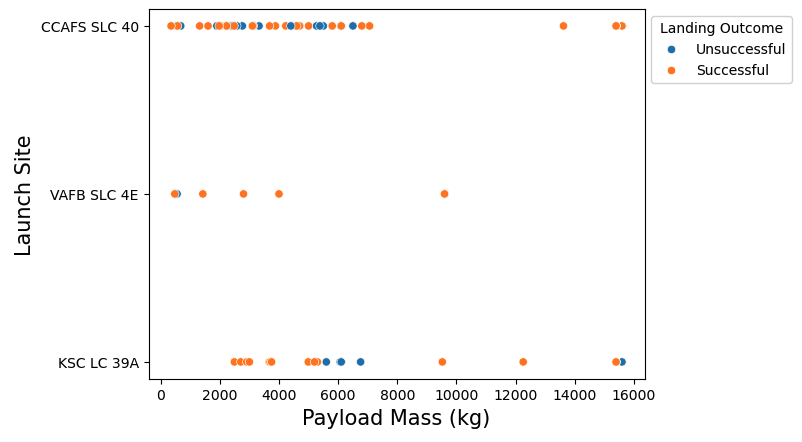 CCAFS SLC 40
VAFB SLC 4E
KSC LC 39A
Launch Site
0 2000 4000 6000 8000 10000 12000 14000 16000
Payload Mass (kg)
Landing Outcome
Unsuccessful
Successful